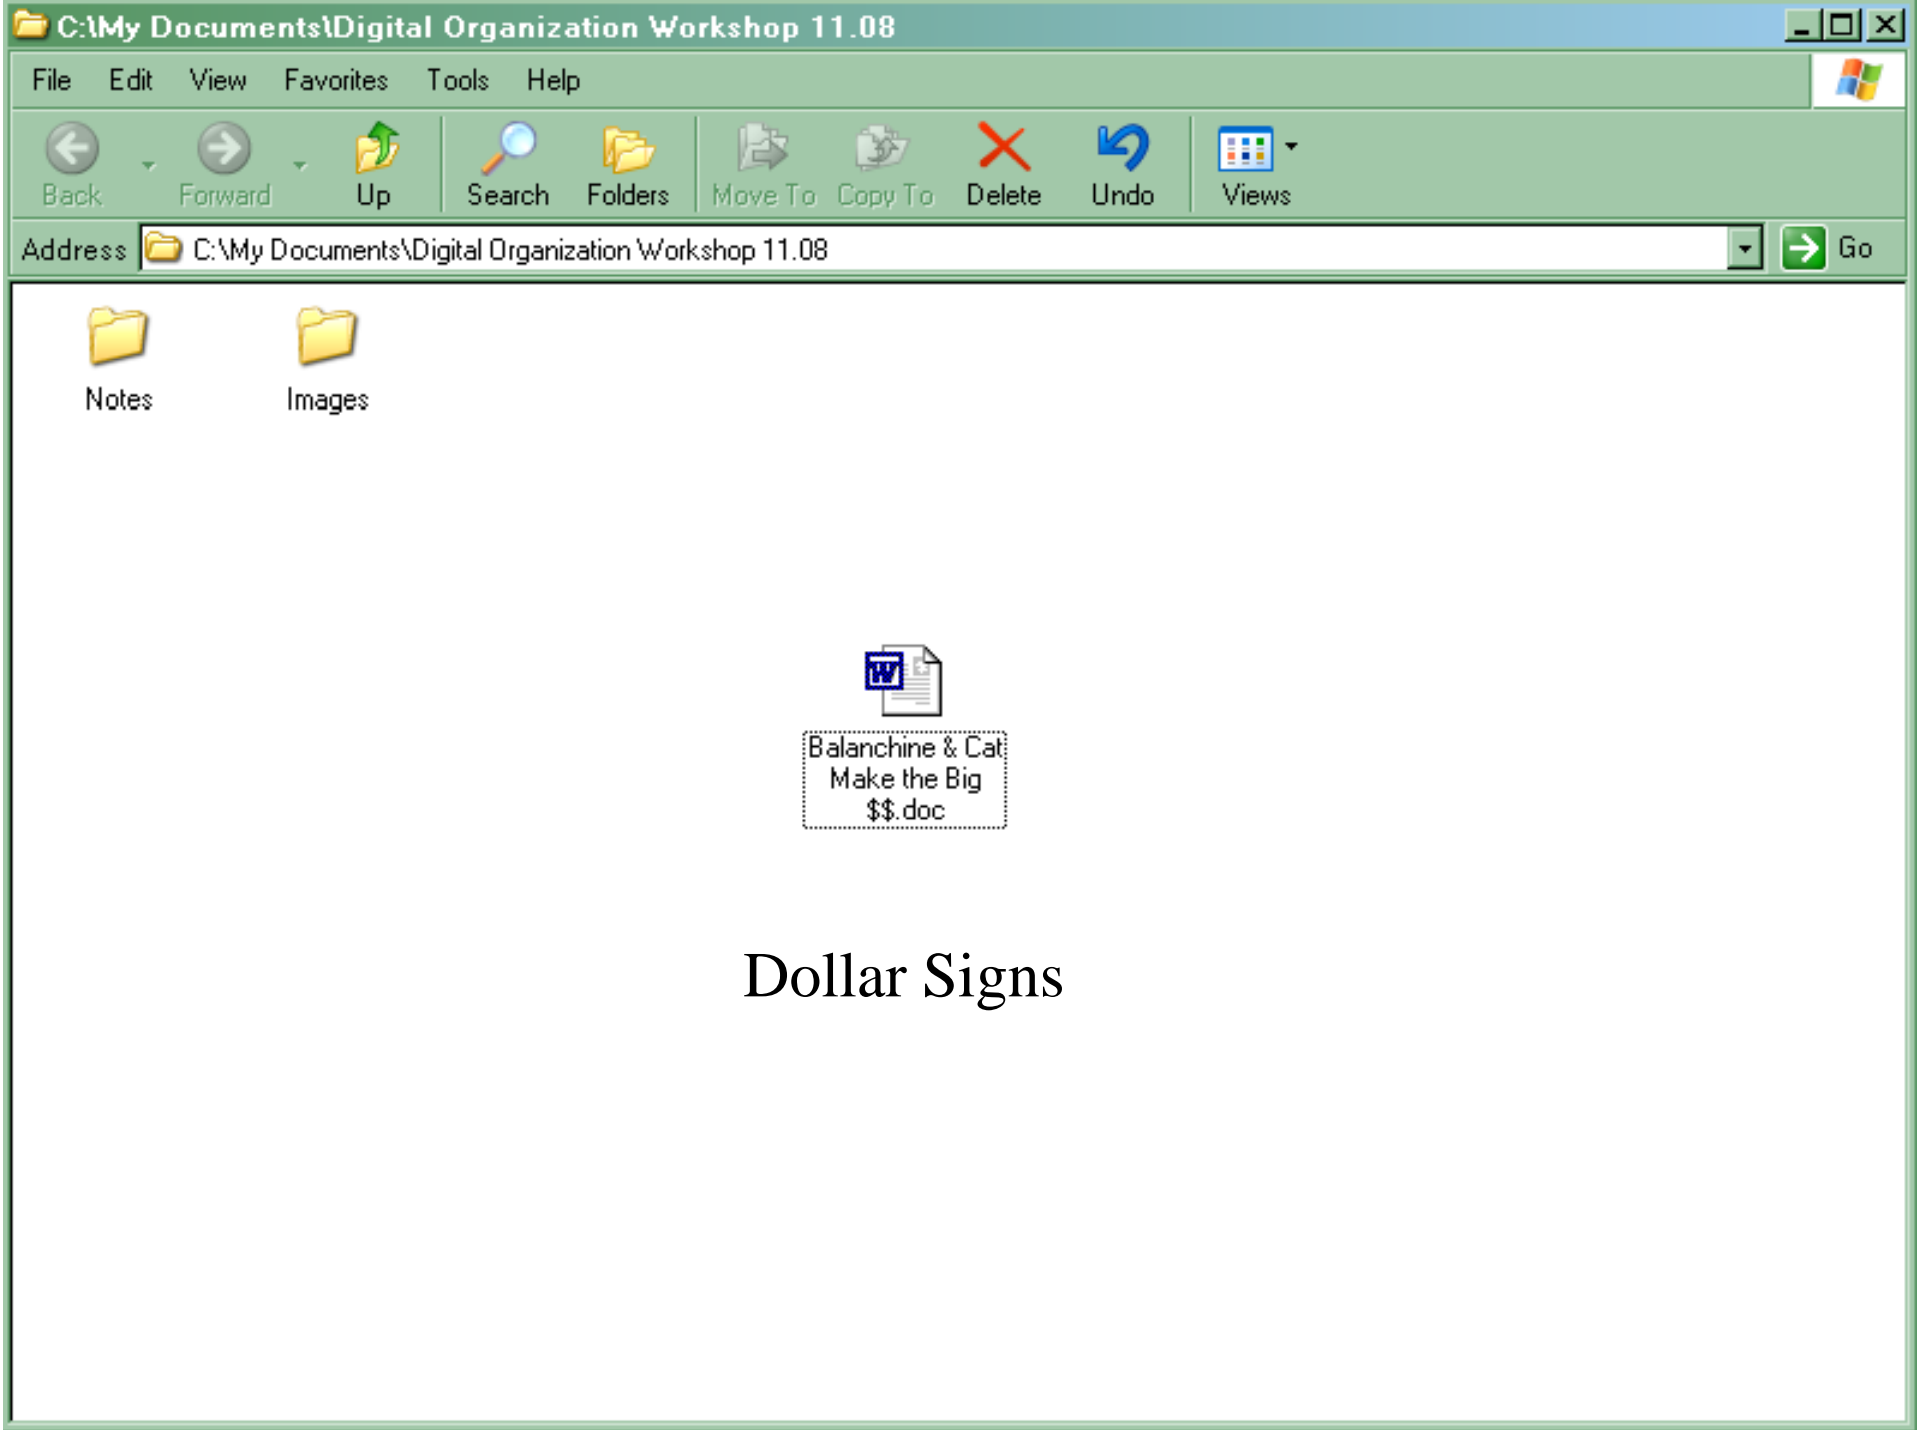 C:\My Documents\Digital Organization Workshop 11.08
File Edit View Favorites Tools Help
Back Forward Up Search Folders Move To Copy To Delete Undo Views
Address C:\My Documents\Digital Organization Workshop 11.08 Go
Notes Images
W
Balanchine & Cat
Make the Big
$$.doc
Dollar Signs